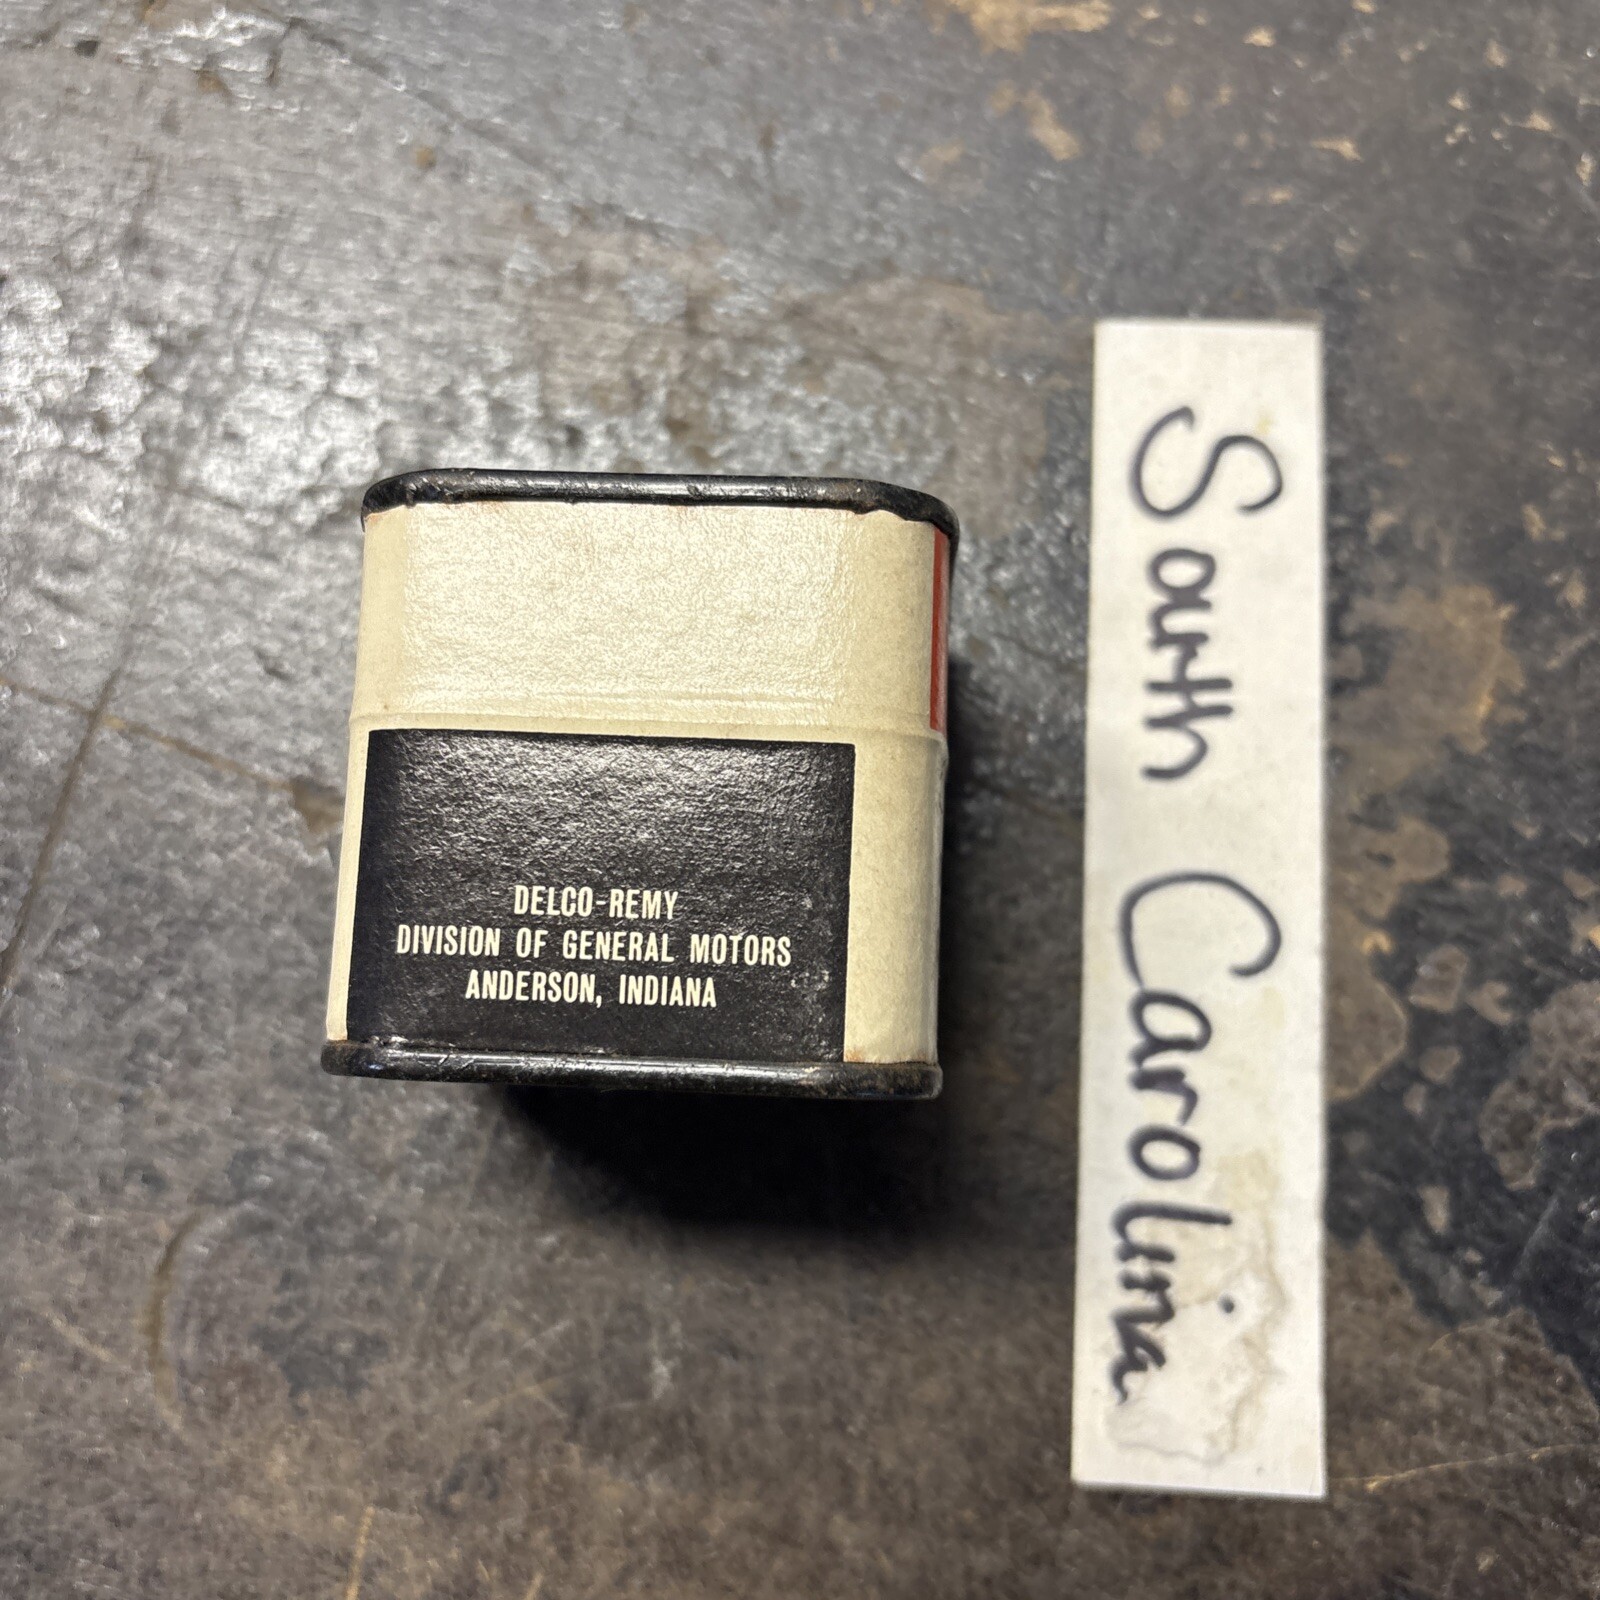 DELCO-REMY
DIVISION OF GENERAL MOTORS
ANDERSON, INDIANA
South Carolina